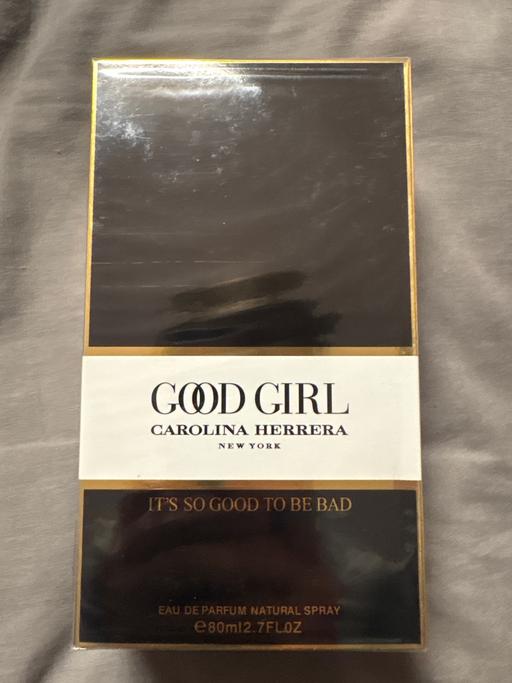 GOOD GIRL
CAROLINA HERRERA
NEW YORK
IT'S SO GOOD TO BE BAD
EAU DE PARFUM NATURAL SPRAY
℮80ml2.7FL.OZ